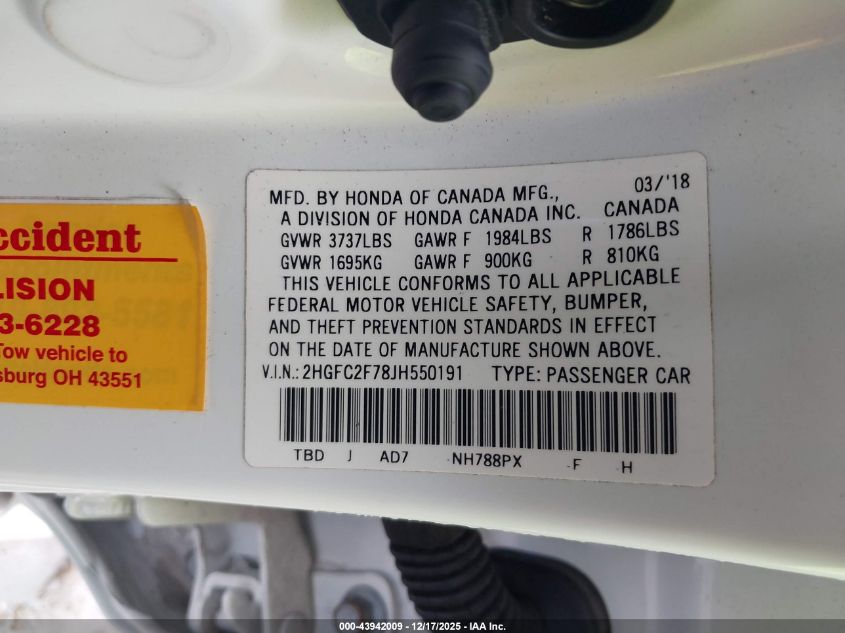 MFD. BY HONDA OF CANADA MFG., 03/'18
A DIVISION OF HONDA CANADA INC. CANADA
GVWR 3737LBS GAWR F 1984LBS R 1786LBS
GVWR 1695KG GAWR F 900KG R 810KG
THIS VEHICLE CONFORMS TO ALL APPLICABLE
FEDERAL MOTOR VEHICLE SAFETY, BUMPER,
AND THEFT PREVENTION STANDARDS IN EFFECT
ON THE DATE OF MANUFACTURE SHOWN ABOVE.
V.I.N.: 2HGFC2F78JH550191 TYPE: PASSENGER CAR
TBD J AD7 NH788PX F H
ccident
LISION
3-6228
Tow vehicle to
sburg OH 43551
000-43942009 - 12/17/2025 - IAA Inc.